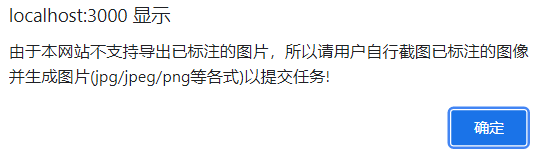 localhost:3000 显示
由于本网站不支持导出已标注的图片，所以请用户自行截图已标注的图像
并生成图片(jpg/jpeg/png等各式)以提交任务!
确定